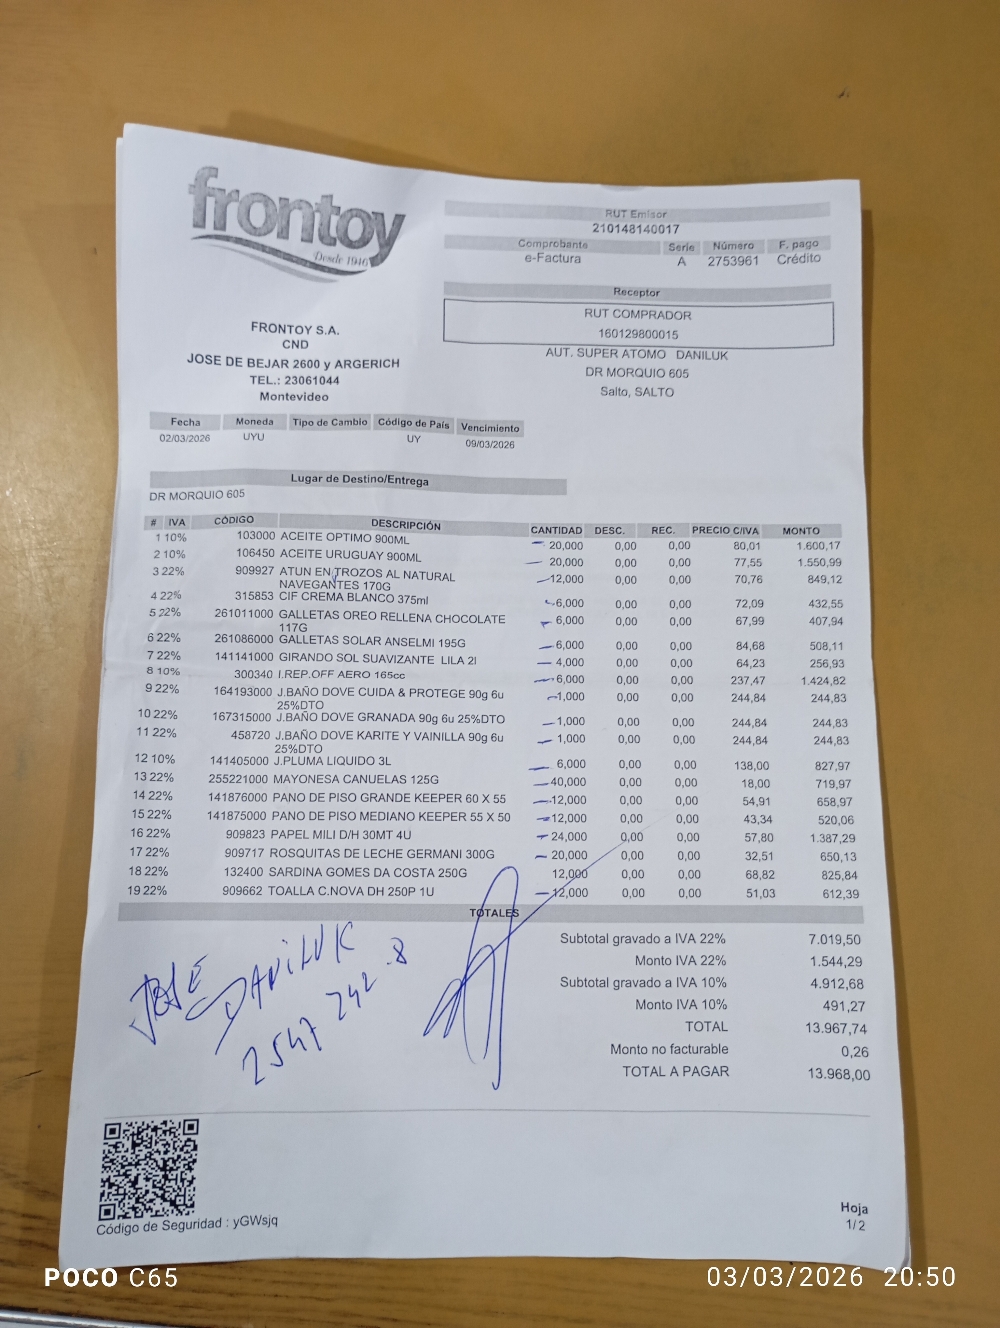 frontoy
Desde 1946
RUT Emisor
210148140017
Comprobante Serie Número F. pago
e-Factura A 2753961 Crédito
Receptor
RUT COMPRADOR
160129800015
AUT. SUPER ATOMO DANILUK
DR MORQUIO 605
Salto, SALTO
FRONTOY S.A.
CND
JOSE DE BEJAR 2600 y ARGERICH
TEL.: 23061044
Montevideo
Fecha Moneda Tipo de Cambio Código de País Vencimiento
02/03/2026 UYU UY 09/03/2026
Lugar de Destino/Entrega
DR MORQUIO 605
# IVA CÓDIGO DESCRIPCIÓN CANTIDAD DESC. REC. PRECIO C/IVA MONTO
1 10% 103000 ACEITE OPTIMO 900ML 20,000 0,00 0,00 80,01 1.600,17
2 10% 106450 ACEITE URUGUAY 900ML 20,000 0,00 0,00 77,55 1.550,99
3 22% 909927 ATUN EN TROZOS AL NATURAL 12,000 0,00 0,00 70,76 849,12
NAVEGANTES 170G
4 22% 315853 CIF CREMA BLANCO 375ml 6,000 0,00 0,00 72,09 432,55
5 22% 261011000 GALLETAS OREO RELLENA CHOCOLATE 6,000 0,00 0,00 67,99 407,94
117G
6 22% 261086000 GALLETAS SOLAR ANSELMI 195G 6,000 0,00 0,00 84,68 508,11
7 22% 141141000 GIRANDO SOL SUAVIZANTE LILA 2l 4,000 0,00 0,00 64,23 256,93
8 10% 300340 I.REP.OFF AERO 165cc 6,000 0,00 0,00 237,47 1.424,82
9 22% 164193000 J.BAÑO DOVE CUIDA & PROTEGE 90g 6u 1,000 0,00 0,00 244,84 244,83
25%DTO
10 22% 167315000 J.BAÑO DOVE GRANADA 90g 6u 25%DTO 1,000 0,00 0,00 244,84 244,83
11 22% 458720 J.BAÑO DOVE KARITE Y VAINILLA 90g 6u 1,000 0,00 0,00 244,84 244,83
25%DTO
12 10% 141405000 J.PLUMA LIQUIDO 3L 6,000 0,00 0,00 138,00 827,97
13 22% 255221000 MAYONESA CANUELAS 125G 40,000 0,00 0,00 18,00 719,97
14 22% 141876000 PANO DE PISO GRANDE KEEPER 60 X 55 12,000 0,00 0,00 54,91 658,97
15 22% 141875000 PANO DE PISO MEDIANO KEEPER 55 X 50 12,000 0,00 0,00 43,34 520,06
16 22% 909823 PAPEL MILI D/H 30MT 4U 24,000 0,00 0,00 57,80 1.387,29
17 22% 909717 ROSQUITAS DE LECHE GERMANI 300G 20,000 0,00 0,00 32,51 650,13
18 22% 132400 SARDINA GOMES DA COSTA 250G 12,000 0,00 0,00 68,82 825,84
19 22% 909662 TOALLA C.NOVA DH 250P 1U 12,000 0,00 0,00 51,03 612,39
TOTALES
Subtotal gravado a IVA 22% 7.019,50
Monto IVA 22% 1.544,29
Subtotal gravado a IVA 10% 4.912,68
Monto IVA 10% 491,27
TOTAL 13.967,74
Monto no facturable 0,26
TOTAL A PAGAR 13.968,00
JOSE DANILUK
2547 242 8
Código de Seguridad : yGWsjq
Hoja
1/2
POCO C65
03/03/2026 20:50